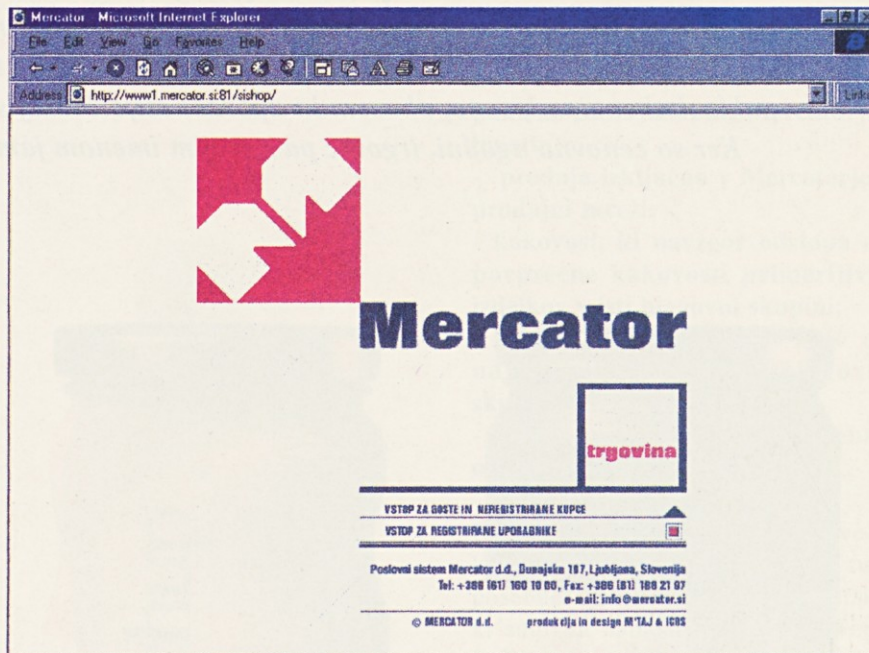 Mercator - Microsoft Internet Explorer
File Edit View Go Favorites Help
Address http://www1.mercator.si:81/sishop/ Links
Mercator
trgovina
VSTOP ZA GOSTE IN NEREGISTRIRANE KUPCE
VSTOP ZA REGISTRIRANE UPORABNIKE
Poslovni sistem Mercator d.d., Dunajska 107, Ljubljana, Slovenija
Tel: +386 (61) 160 10 00, Fax: +386 (61) 168 21 97
e-mail: info@mercator.si
© MERCATOR d.d. produkcija in design M'TAJ & ICOS